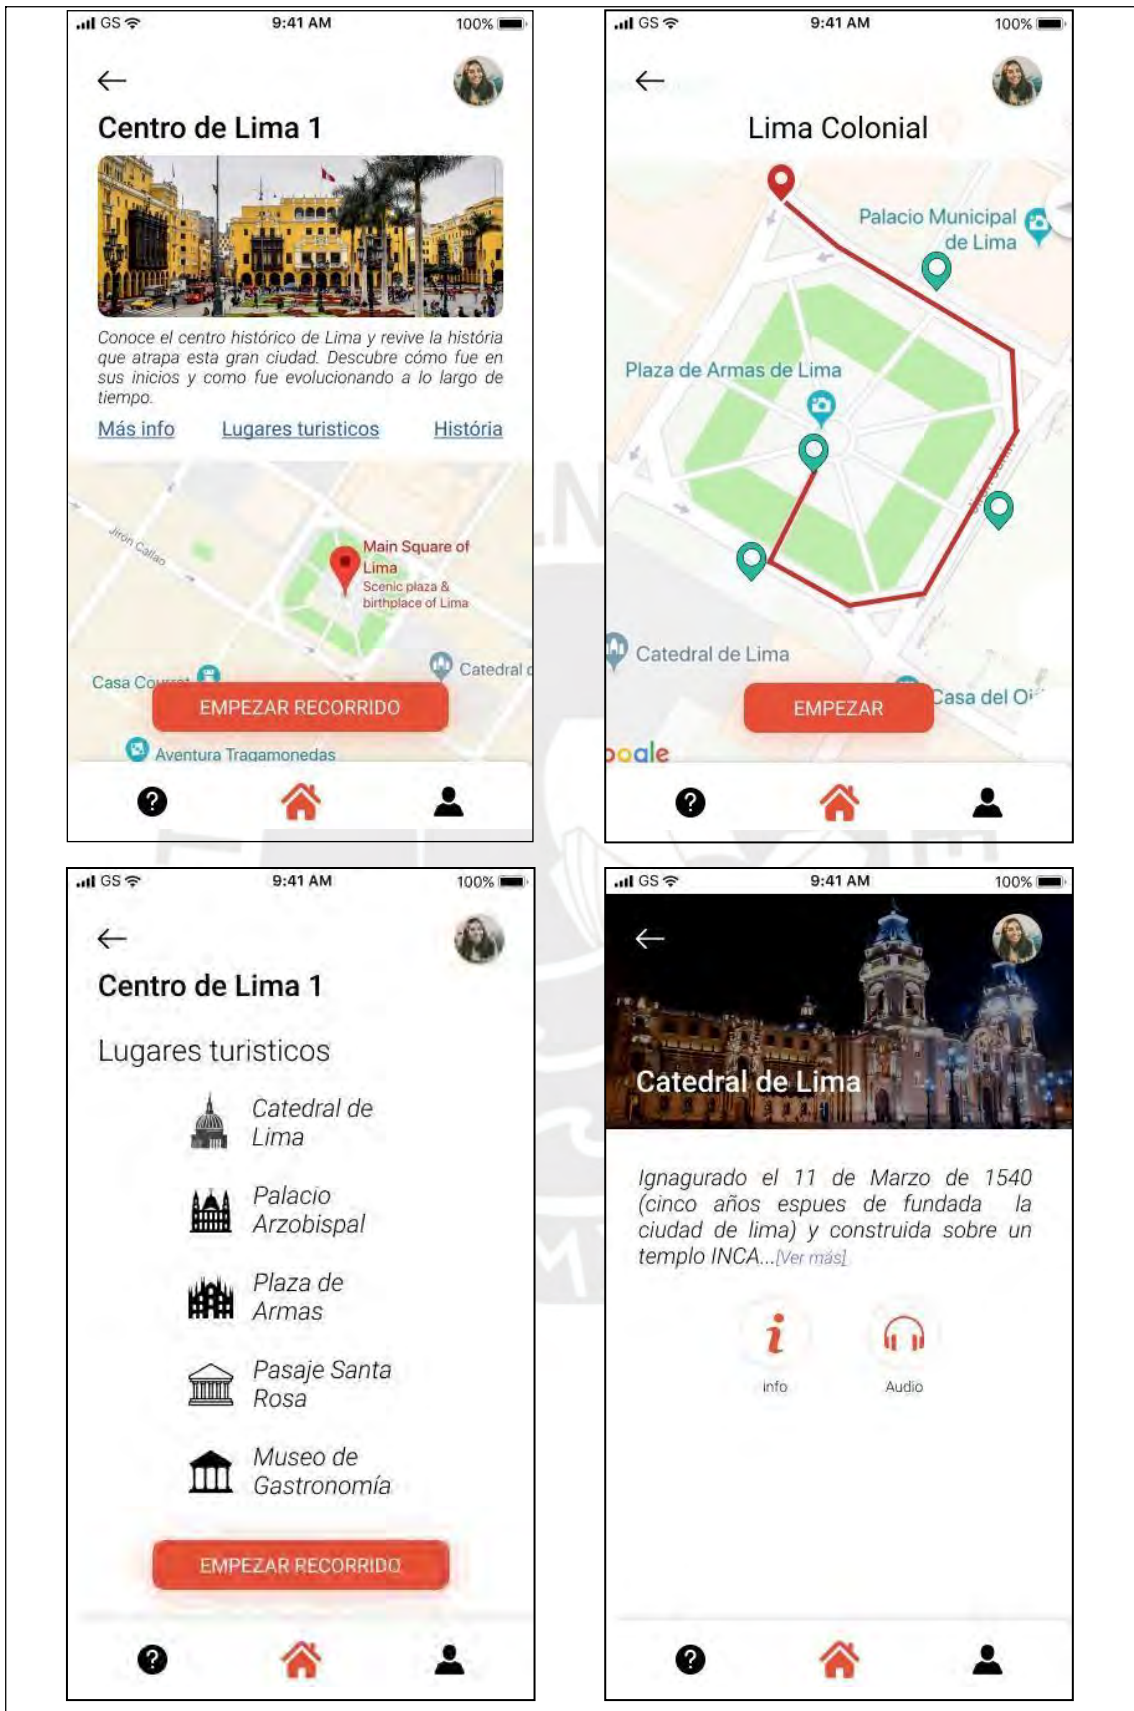 GS 9:41 AM 100%
Centro de Lima 1
Conoce el centro histórico de Lima y revive la história
que atrapa esta gran ciudad. Descubre cómo fue en
sus inicios y como fue evolucionando a lo largo de
tiempo.
Más info Lugares turisticos História
Jirón Callao
Main Square of
Lima
Scenic plaza &
birthplace of Lima
Catedral d
Casa
EMPEZAR RECORRIDO
Aventura Tragamonedas
GS 9:41 AM 100%
Lima Colonial
Palacio Municipal
de Lima
Plaza de Armas de Lima
Jirón Junín
Catedral de Lima
Casa del
EMPEZAR
oogle
GS 9:41 AM 100%
Centro de Lima 1
Lugares turisticos
Catedral de
Lima
Palacio
Arzobispal
Plaza de
Armas
Pasaje Santa
Rosa
Museo de
Gastronomía
EMPEZAR RECORRIDO
GS 9:41 AM 100%
Catedral de Lima
Ignagurado el 11 de Marzo de 1540
(cinco años espues de fundada la
ciudad de lima) y construida sobre un
templo INCA...[Ver más]
info
Audio